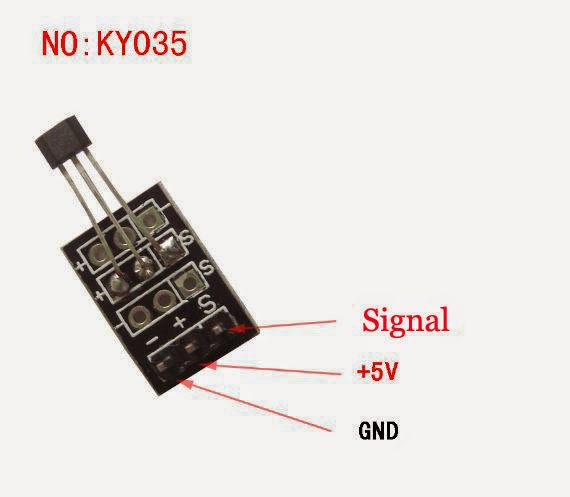 NO:KY035
+ S
+ S
- + S
Signal
+5V
GND